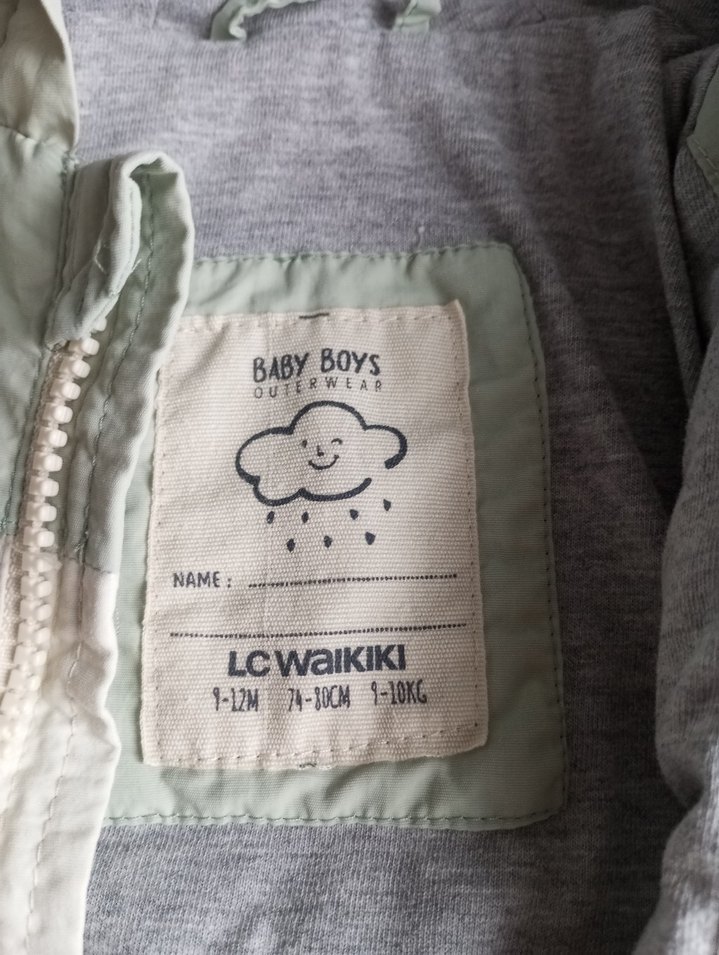 BABY BOYS
OUTERWEAR
NAME : ........................................
LC WAIKIKI
9-12M 74-80CM 9-10KG